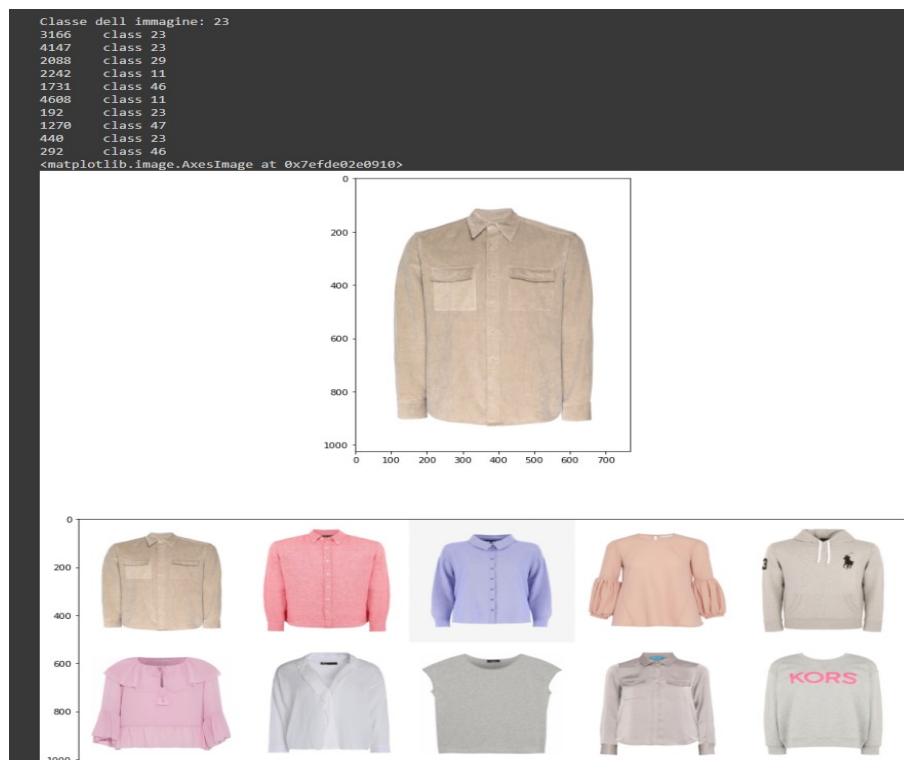 Classe dell immagine: 23
3166 class 23
4147 class 23
2088 class 29
2242 class 11
1731 class 46
4608 class 11
192 class 23
1270 class 47
440 class 23
292 class 46
<matplotlib.image.AxesImage at 0x7efde02e0910>
0
200
400
600
800
1000
0 100 200 300 400 500 600 700
0
200
400
600
KORS
800
1000